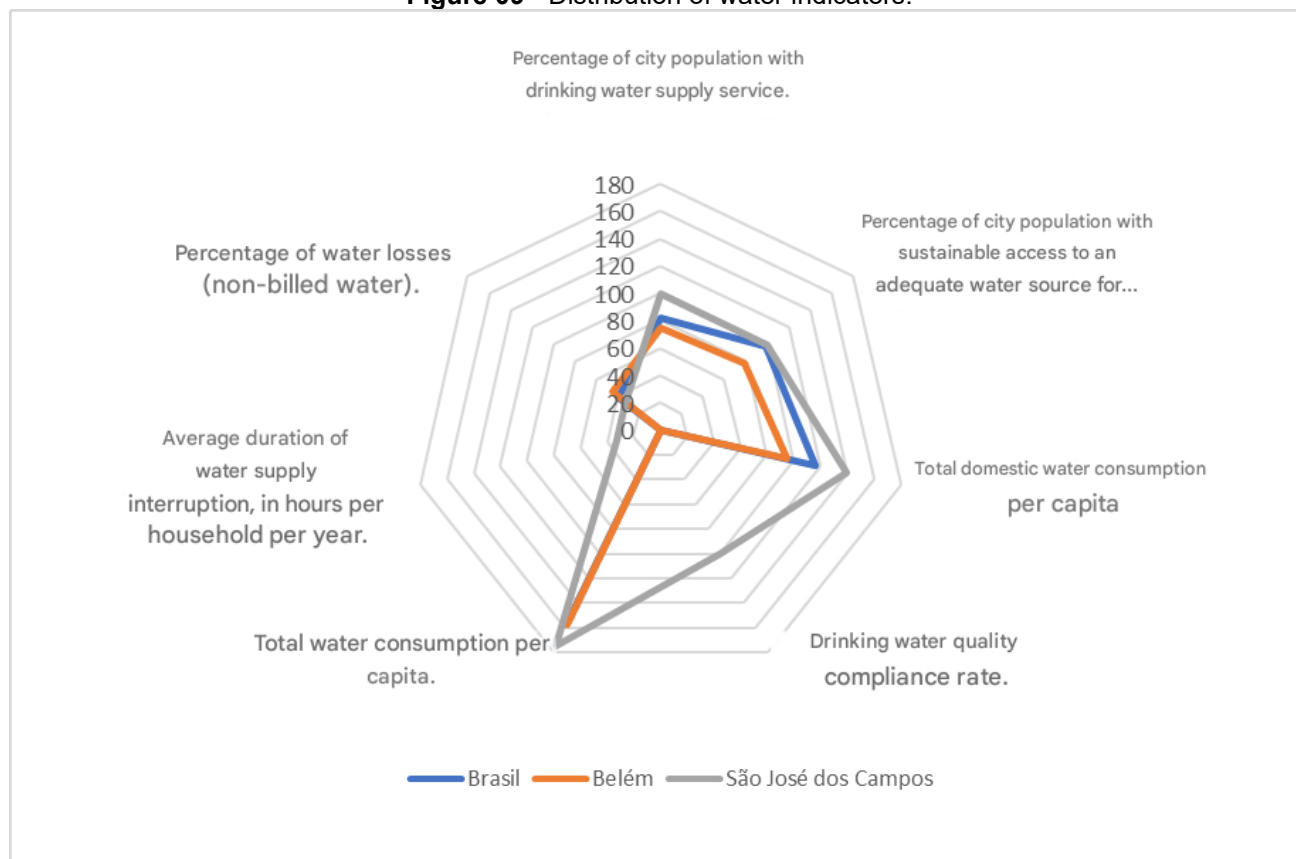 Figure 03 - Distribution of water indicators.
Percentage of city population with
drinking water supply service.
180
160
140
120
100
80
60
40
20
0
Percentage of city population with
sustainable access to an
adequate water source for...
Total domestic water consumption
per capita
Drinking water quality
compliance rate.
Total water consumption per
capita.
Average duration of
water supply
interruption, in hours per
household per year.
Percentage of water losses
(non-billed water).
Brasil
Belém
São José dos Campos